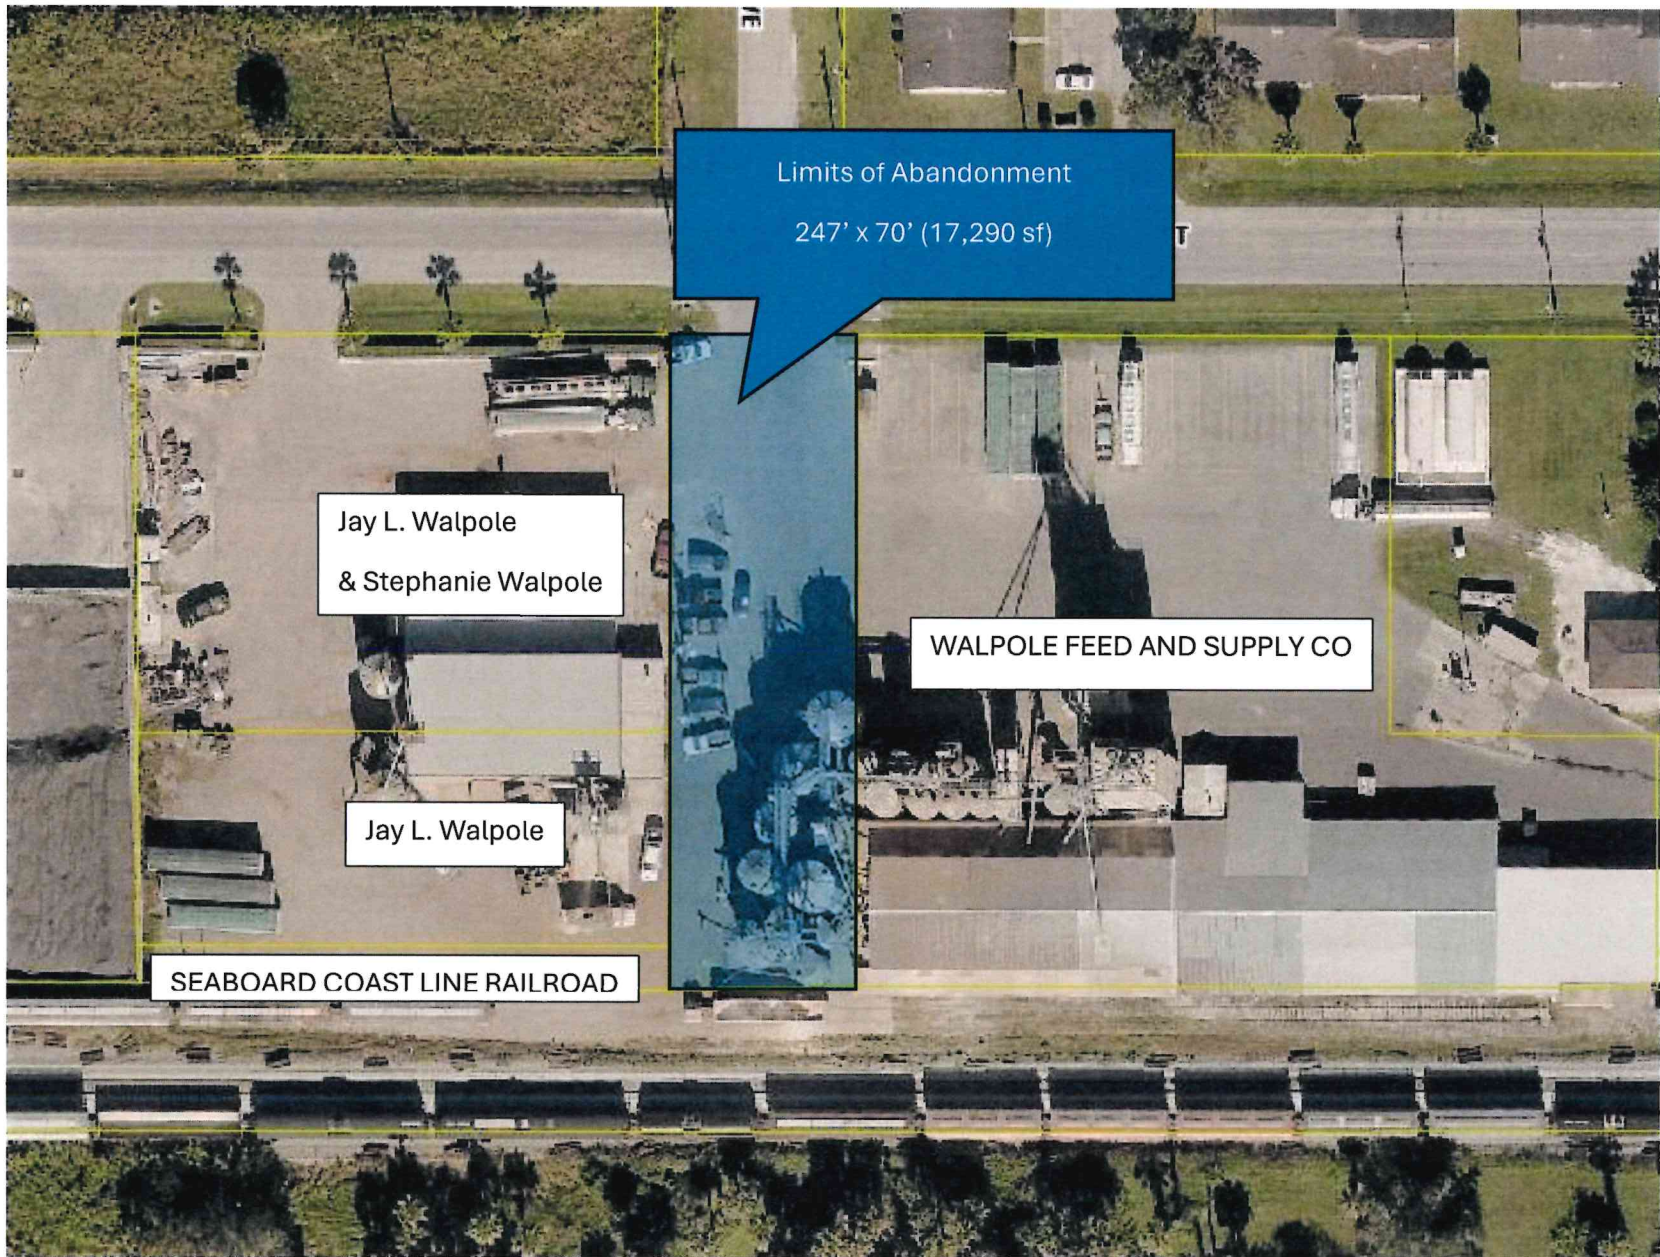 VE
Limits of Abandonment
247' x 70' (17,290 sf)
T
Jay L. Walpole
& Stephanie Walpole
WALPOLE FEED AND SUPPLY CO
Jay L. Walpole
SEABOARD COAST LINE RAILROAD